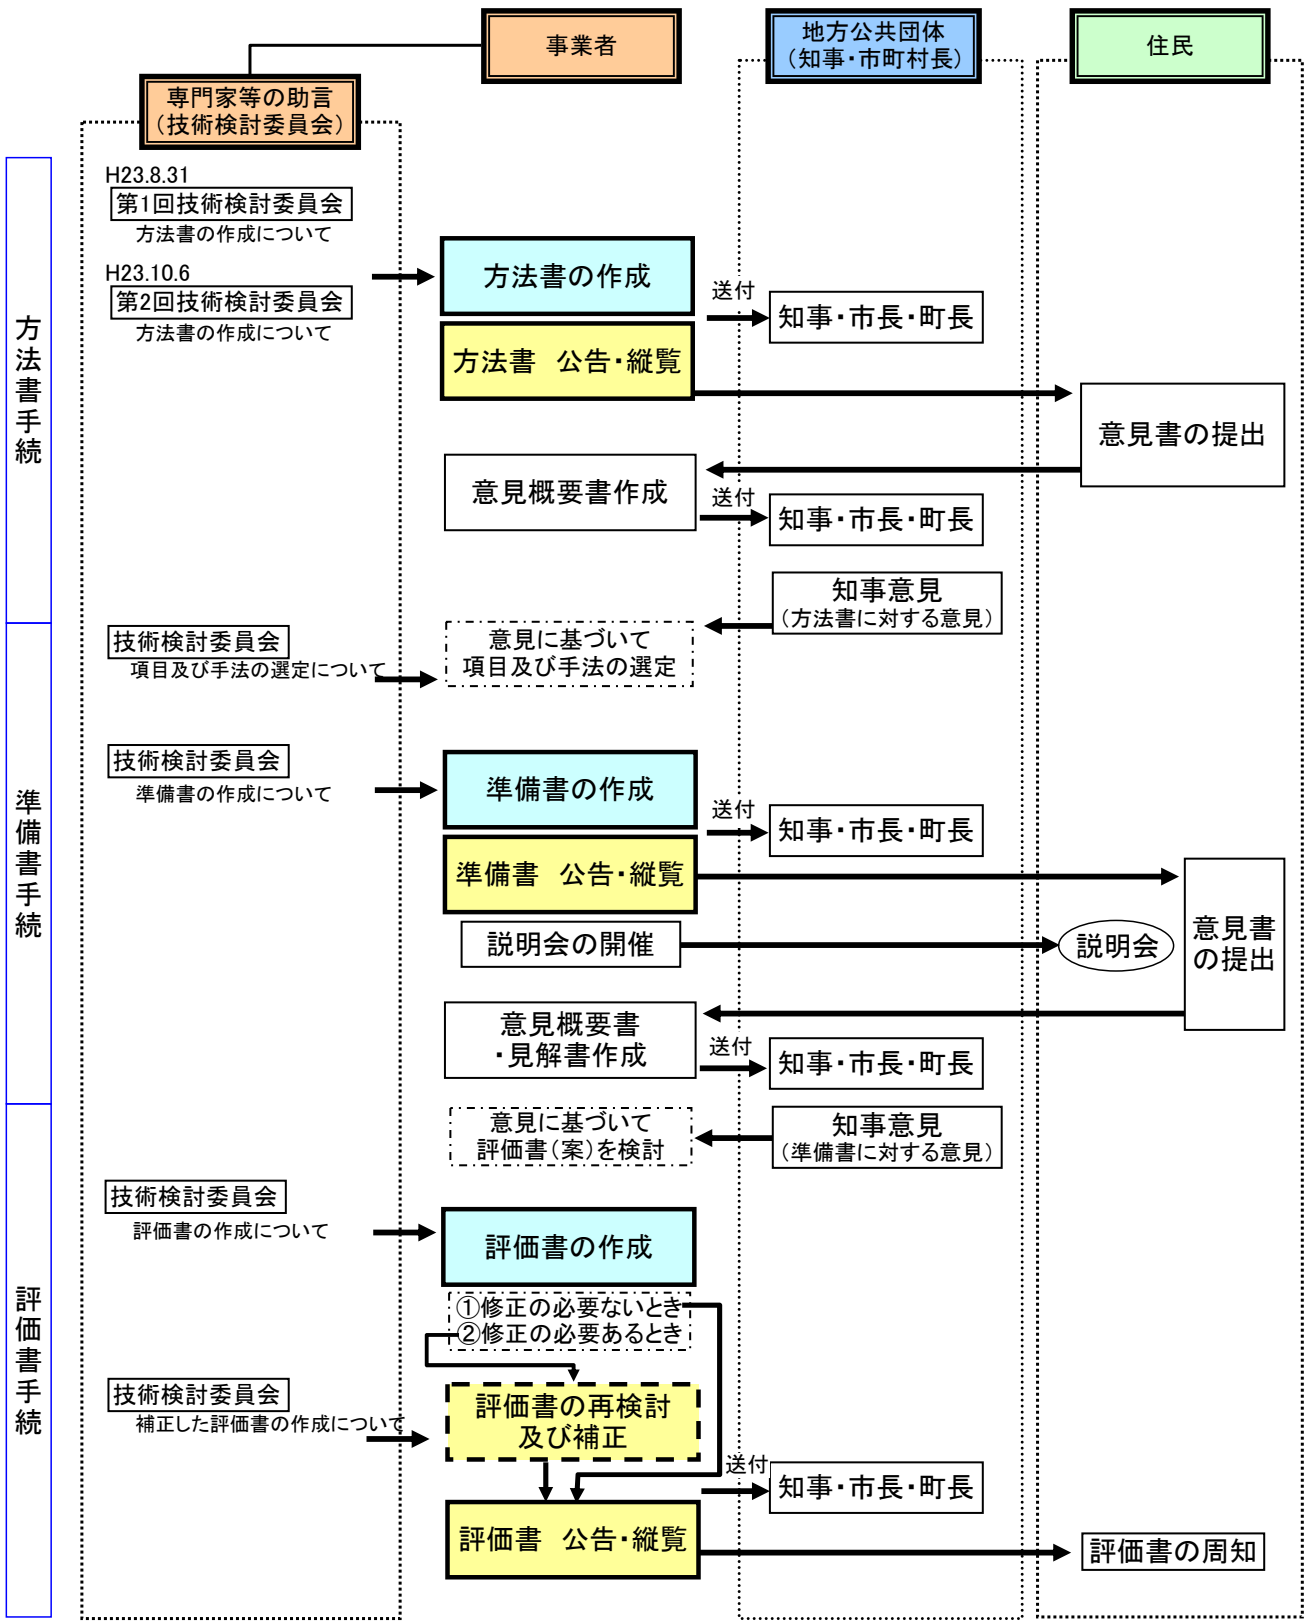 事業者
地方公共団体
（知事・市町村長）
住民
専門家等の助言
（技術検討委員会）
方法書手続
H23.8.31
第1回技術検討委員会
方法書の作成について
H23.10.6
第2回技術検討委員会
方法書の作成について
方法書の作成
送付
知事・市長・町長
方法書　公告・縦覧
意見書の提出
意見概要書作成
送付
知事・市長・町長
知事意見
（方法書に対する意見）
準備書手続
技術検討委員会
項目及び手法の選定について
意見に基づいて
項目及び手法の選定
技術検討委員会
準備書の作成について
準備書の作成
送付
知事・市長・町長
準備書　公告・縦覧
説明会の開催
説明会
意見書
の提出
意見概要書
・見解書作成
送付
知事・市長・町長
評価書手続
意見に基づいて
評価書（案）を検討
知事意見
（準備書に対する意見）
技術検討委員会
評価書の作成について
評価書の作成
①修正の必要ないとき
②修正の必要あるとき
技術検討委員会
補正した評価書の作成について
評価書の再検討
及び補正
送付
知事・市長・町長
評価書　公告・縦覧
評価書の周知